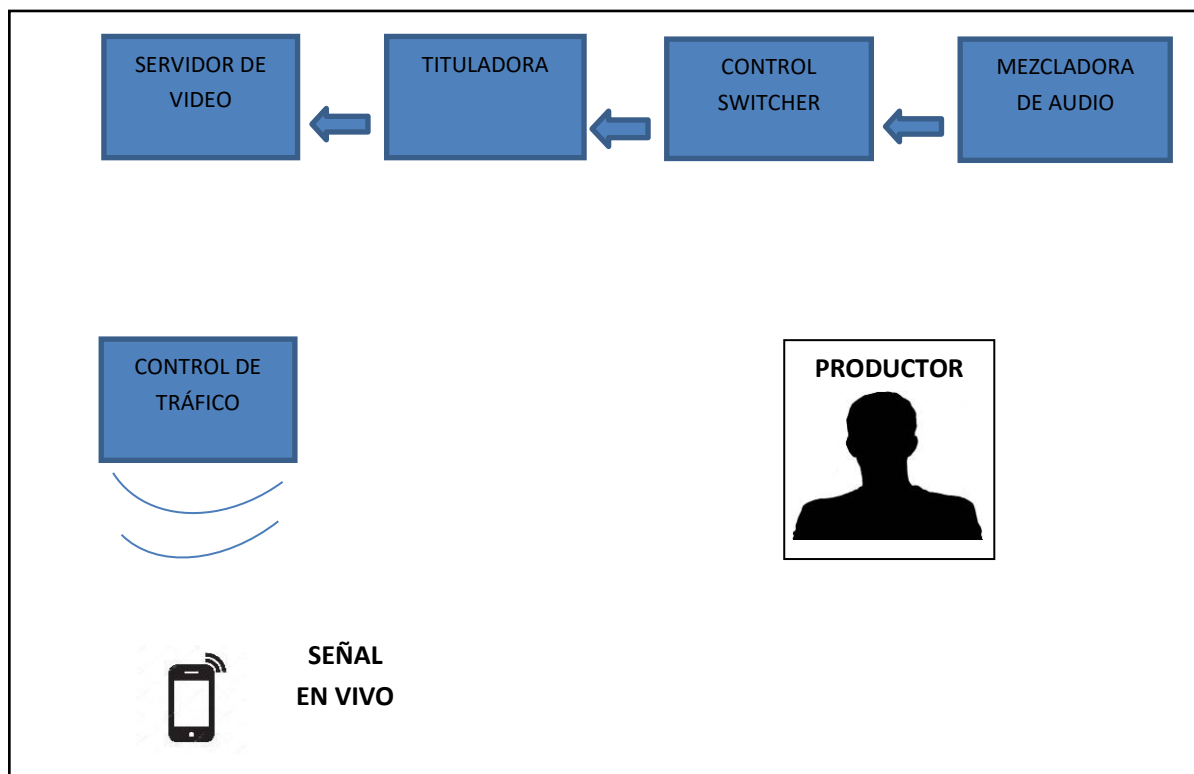 SERVIDOR DE
VIDEO
TITULADORA
CONTROL
SWITCHER
MEZCLADORA
DE AUDIO
CONTROL DE
TRÁFICO
PRODUCTOR
SEÑAL
EN VIVO